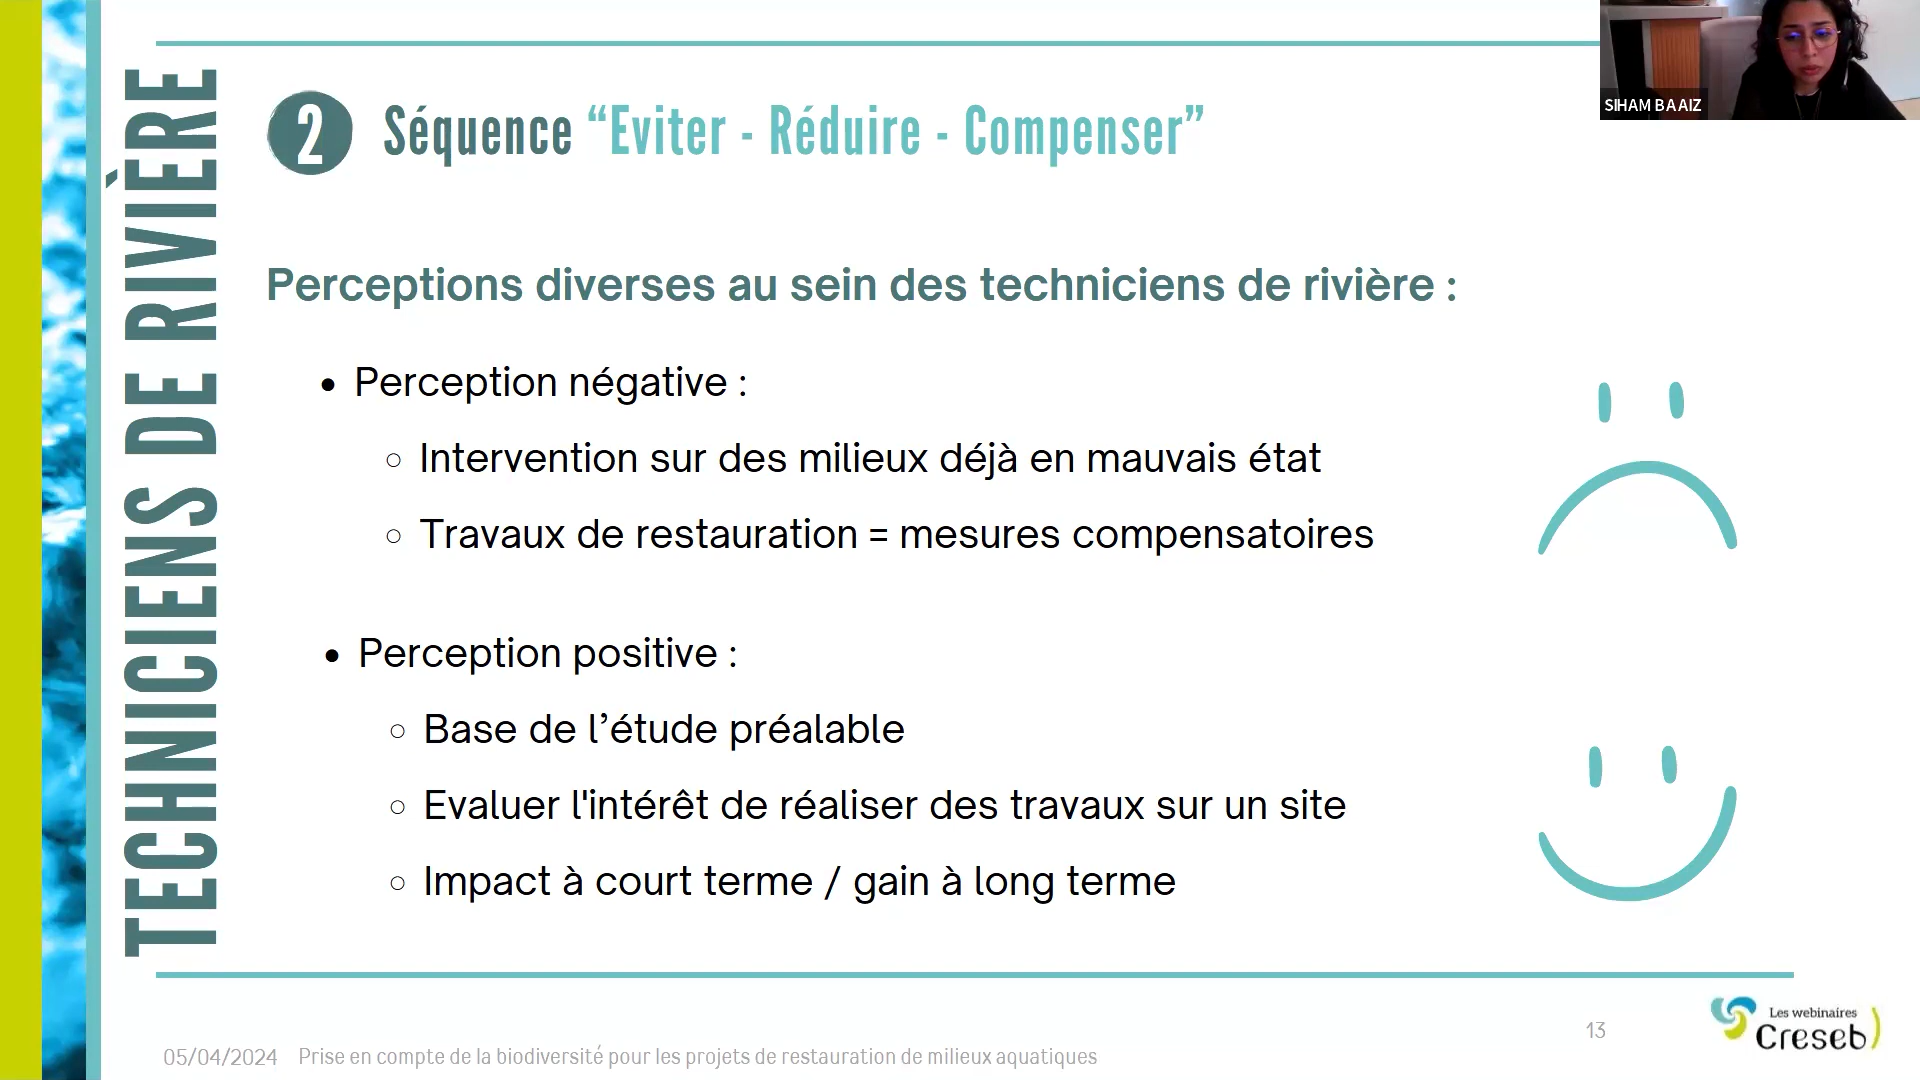 SIHAM BAAIZ
TECHNICIENS DE RIVIÈRE
2 Séquence “Eviter - Réduire - Compenser”
Perceptions diverses au sein des techniciens de rivière :
• Perception négative :
○ Intervention sur des milieux déjà en mauvais état
○ Travaux de restauration = mesures compensatoires
• Perception positive :
○ Base de l’étude préalable
○ Evaluer l'intérêt de réaliser des travaux sur un site
○ Impact à court terme / gain à long terme
13
Les webinaires
Creseb
05/04/2024 Prise en compte de la biodiversité pour les projets de restauration de milieux aquatiques